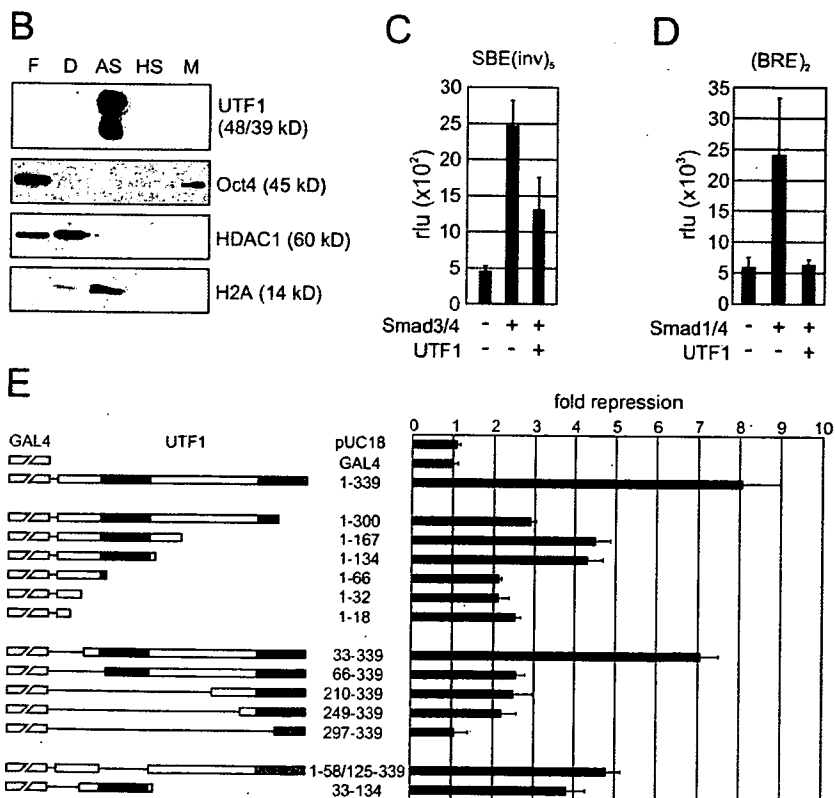 B
F D AS HS M
UTF1
(48/39 kD)
Oct4 (45 kD)
HDAC1 (60 kD)
H2A (14 kD)
C
SBE(inv)₅
rlu (x10²)
30
25
20
15
10
5
0
Smad3/4 - + +
UTF1 - - +
D
(BRE)₂
rlu (x10³)
35
30
25
20
15
10
5
0
Smad1/4 - + +
UTF1 - - +
E
fold repression
0 1 2 3 4 5 6 7 8 9 10
GAL4 UTF1
pUC18
GAL4
1-339
1-300
1-167
1-134
1-66
1-32
1-18
33-339
66-339
210-339
249-339
297-339
1-58/125-339
33-134